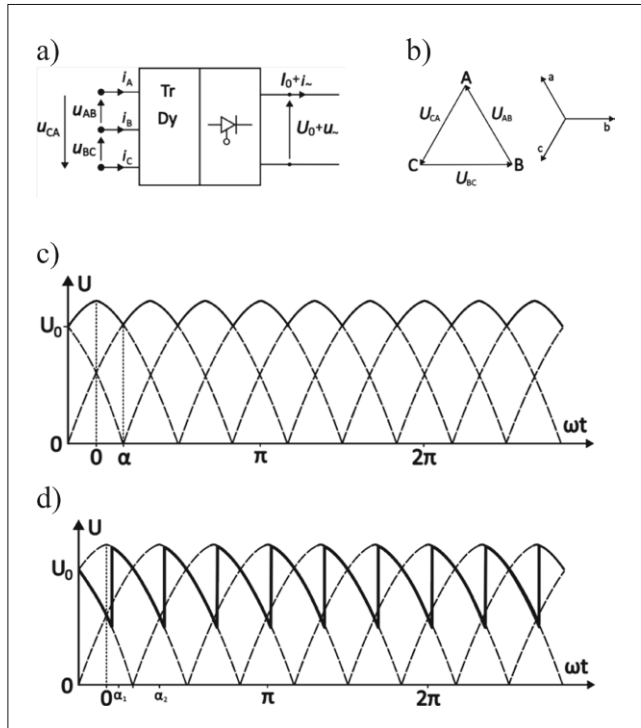 a)
i_A
u_AB
u_CA
i_B
u_BC
i_C
Tr
Dy
I_0+i_~
U_0+u_~
b)
A
U_CA
U_AB
C
B
U_BC
a
b
c
c)
U
U_0
0
0
α
π
2π
ωt
d)
U
U_0
0
0
α_1
α_2
π
2π
ωt